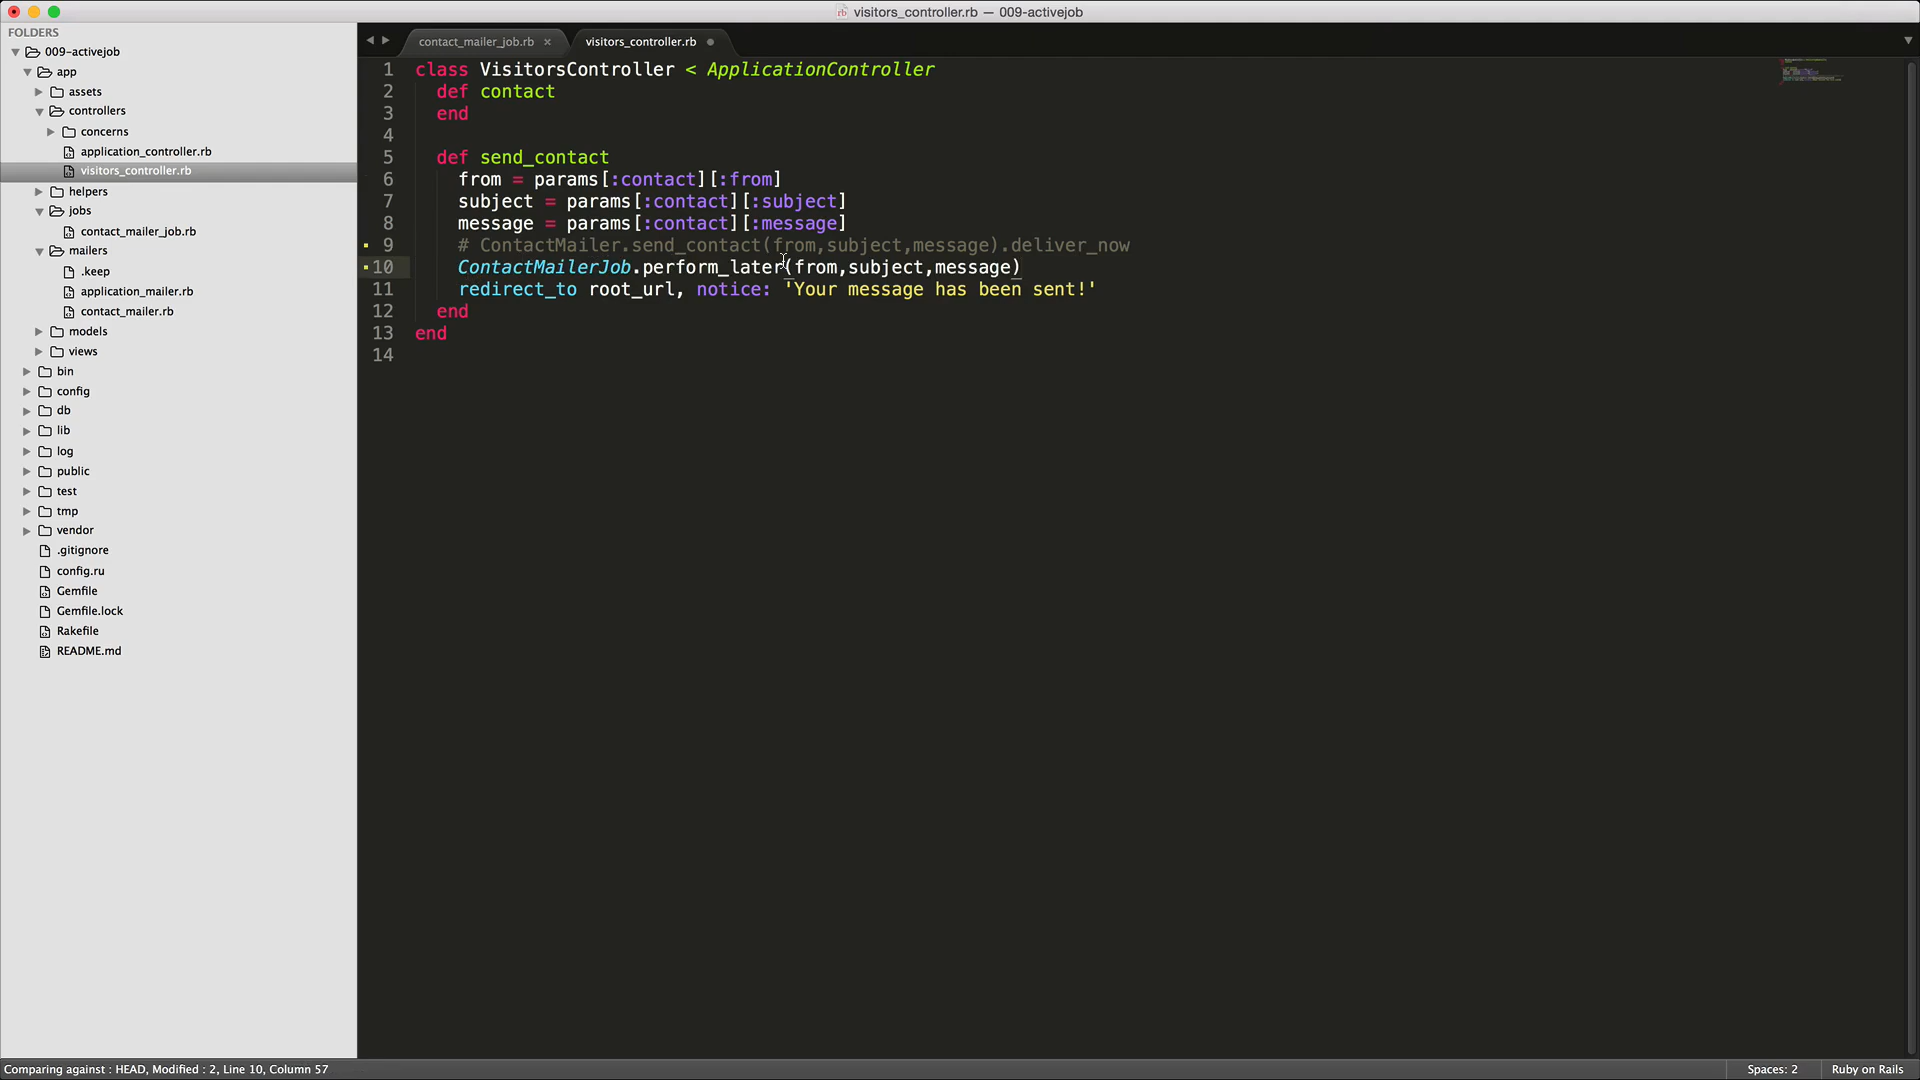 visitors_controller.rb — 009-activejob
FOLDERS
009-activejob
app
assets
controllers
concerns
application_controller.rb
visitors_controller.rb
helpers
jobs
contact_mailer_job.rb
mailers
.keep
application_mailer.rb
contact_mailer.rb
models
views
bin
config
db
lib
log
public
test
tmp
vendor
.gitignore
config.ru
Gemfile
Gemfile.lock
Rakefile
README.md
contact_mailer_job.rb × visitors_controller.rb
1 class VisitorsController < ApplicationController
2 def contact
3 end
4
5 def send_contact
6 from = params[:contact][:from]
7 subject = params[:contact][:subject]
8 message = params[:contact][:message]
9 # ContactMailer.send_contact(from,subject,message).deliver_now
10 ContactMailerJob.perform_later(from,subject,message)
11 redirect_to root_url, notice: 'Your message has been sent!'
12 end
13 end
14
Comparing against : HEAD, Modified : 2, Line 10, Column 57
Spaces: 2 Ruby on Rails